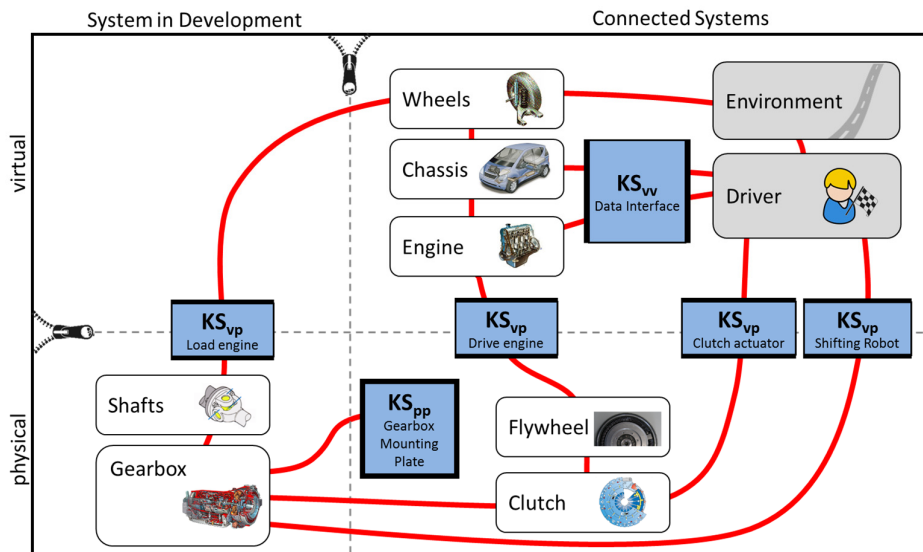 System in Development
Connected Systems
virtual
physical
Wheels
Environment
Chassis
KSvv
Data Interface
Driver
Engine
KSvp
Load engine
KSvp
Drive engine
KSvp
Clutch actuator
KSvp
Shifting Robot
Shafts
KSpp
Gearbox
Mounting
Plate
Flywheel
Gearbox
Clutch